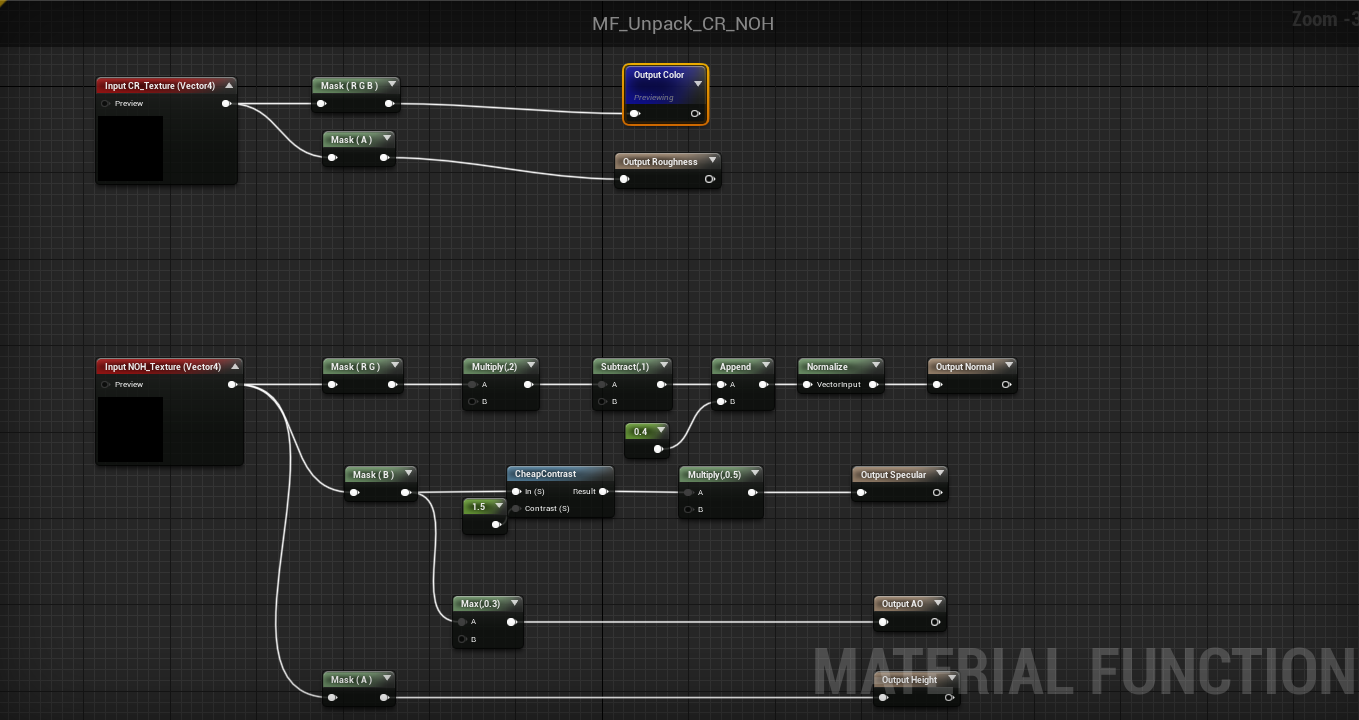 MF_Unpack_CR_NOH
Zoom -3
Input CR_Texture (Vector4)
Preview
Mask ( R G B )
Mask ( A )
Output Color
Previewing
Output Roughness
Input NOH_Texture (Vector4)
Preview
Mask ( R G )
Multiply(,2)
A
B
Subtract(,1)
A
B
Append
A
B
Normalize
VectorInput
Output Normal
0.4
Mask ( B )
CheapContrast
In (S)
Result
Contrast (S)
1.5
Multiply(,0.5)
A
B
Output Specular
Max(,0.3)
A
B
Output AO
Mask ( A )
Output Height
MATERIAL FUNCTION